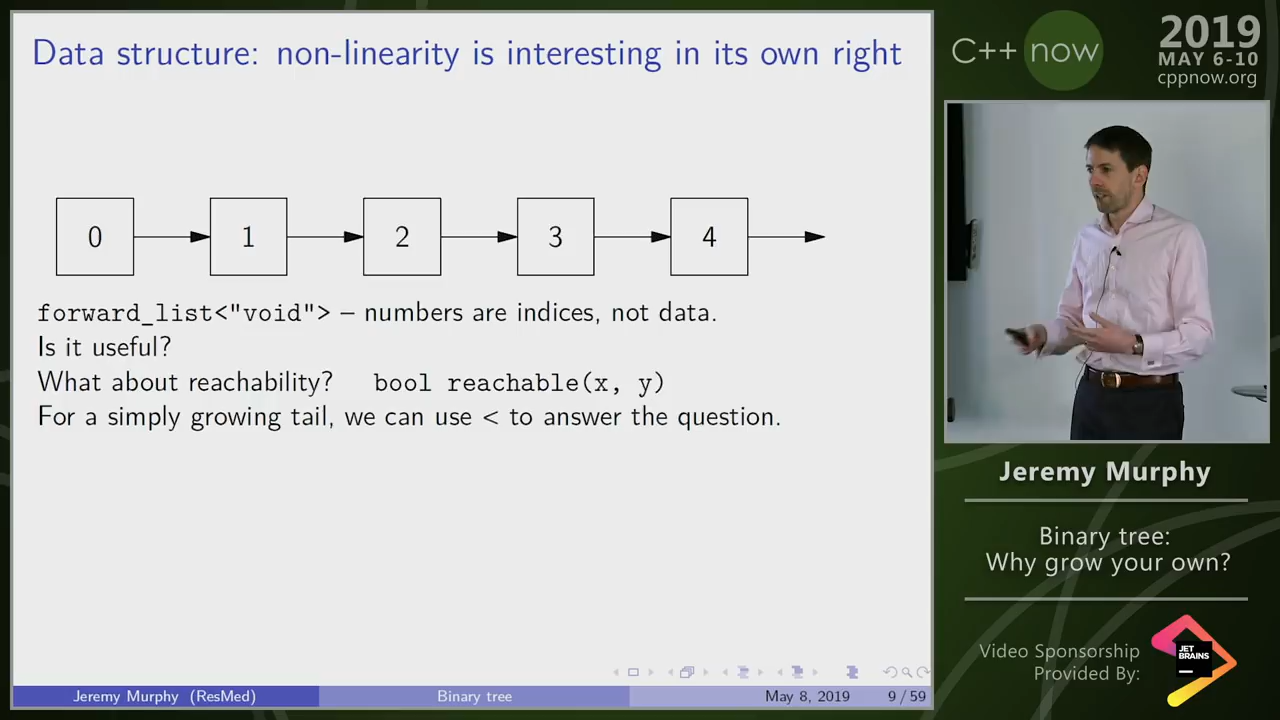 Data structure: non-linearity is interesting in its own right
0 1 2 3 4
forward_list<"void"> – numbers are indices, not data.
Is it useful?
What about reachability? bool reachable(x, y)
For a simply growing tail, we can use < to answer the question.
Jeremy Murphy (ResMed) Binary tree May 8, 2019 9 / 59
C++ now
2019
MAY 6-10
cppnow.org
Jeremy Murphy
Binary tree:
Why grow your own?
Video Sponsorship
Provided By:
JET
BRAINS